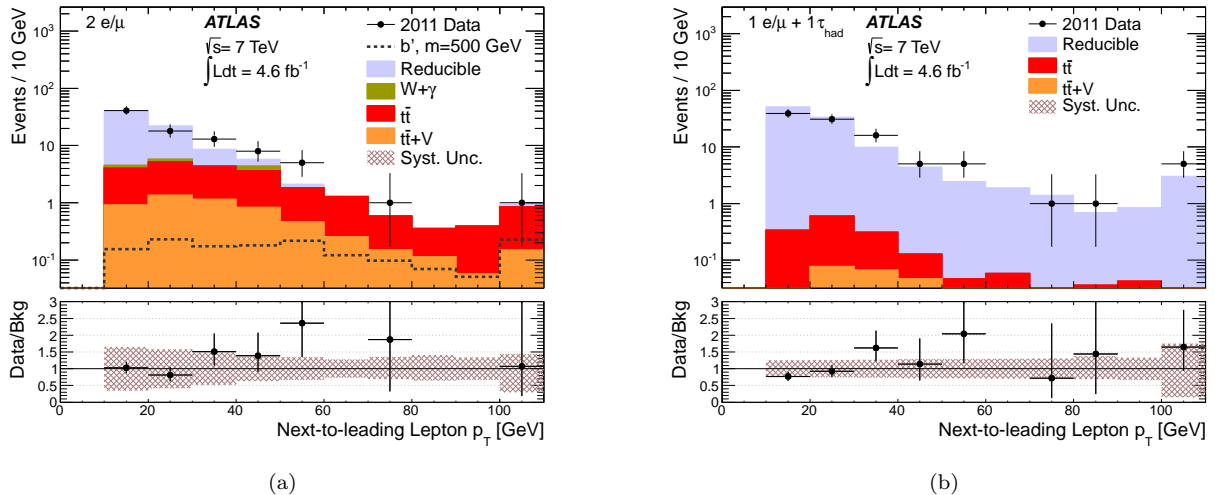 2 e/μ
ATLAS
√s= 7 TeV
∫Ldt = 4.6 fb⁻¹
2011 Data
b', m=500 GeV
Reducible
W+γ
tt̄
tt̄+V
Syst. Unc.
Events / 10 GeV
10³
10²
10
1
10⁻¹
Data/Bkg
3
2.5
2
1.5
1
0.5
0
0 20 40 60 80 100
Next-to-leading Lepton p_T [GeV]
(a)
1 e/μ + 1τ_had
ATLAS
√s= 7 TeV
∫Ldt = 4.6 fb⁻¹
2011 Data
Reducible
tt̄
tt̄+V
Syst. Unc.
Events / 10 GeV
10³
10²
10
1
10⁻¹
Data/Bkg
3
2.5
2
1.5
1
0.5
0
0 20 40 60 80 100
Next-to-leading Lepton p_T [GeV]
(b)